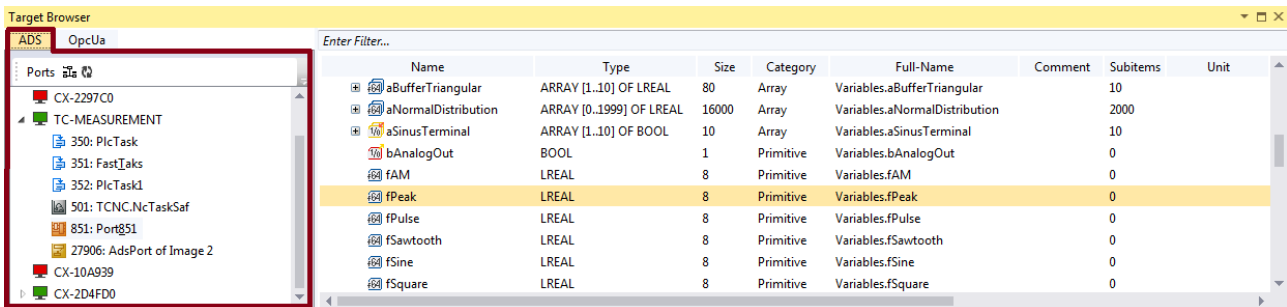 Target Browser
ADS OpcUa
Enter Filter...
Ports
CX-2297C0
TC-MEASUREMENT
350: PlcTask
351: FastTaks
352: PlcTask1
501: TCNC.NcTaskSaf
851: Port851
27906: AdsPort of Image 2
CX-10A939
CX-2D4FD0
Name Type Size Category Full-Name Comment Subitems Unit
aBufferTriangular ARRAY [1..10] OF LREAL 80 Array Variables.aBufferTriangular 10
aNormalDistribution ARRAY [0..1999] OF LREAL 16000 Array Variables.aNormalDistribution 2000
aSinusTerminal ARRAY [1..10] OF BOOL 10 Array Variables.aSinusTerminal 10
bAnalogOut BOOL 1 Primitive Variables.bAnalogOut 0
fAM LREAL 8 Primitive Variables.fAM 0
fPeak LREAL 8 Primitive Variables.fPeak 0
fPulse LREAL 8 Primitive Variables.fPulse 0
fSawtooth LREAL 8 Primitive Variables.fSawtooth 0
fSine LREAL 8 Primitive Variables.fSine 0
fSquare LREAL 8 Primitive Variables.fSquare 0